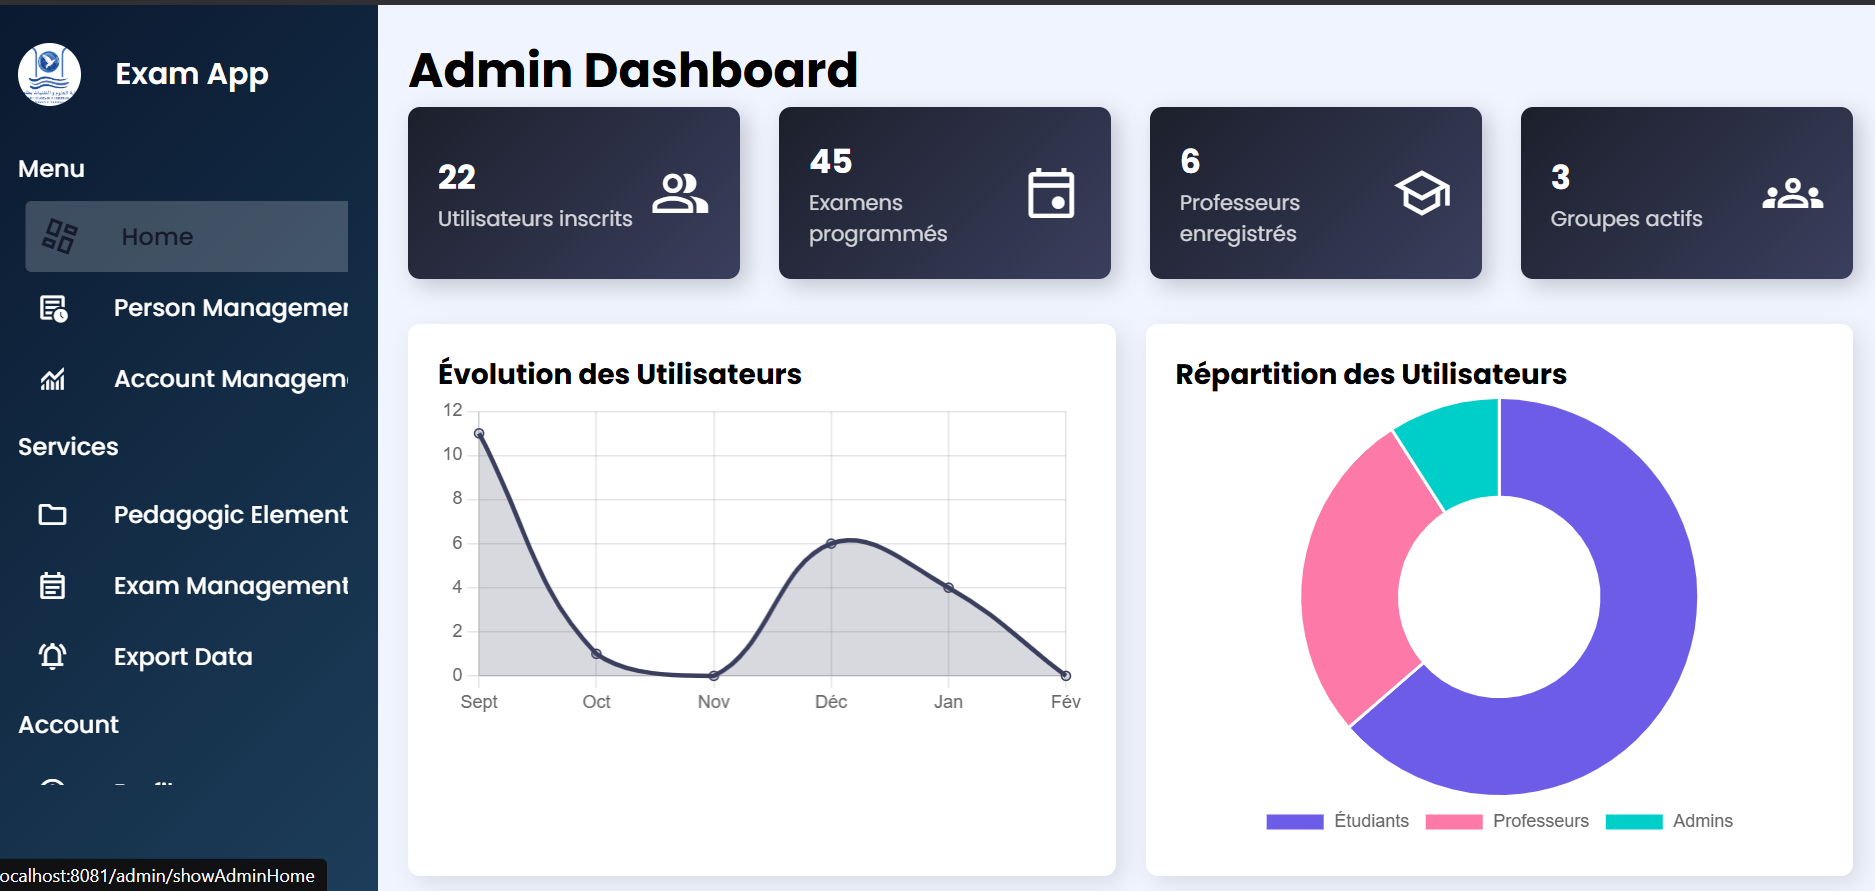 Exam App
Menu
Home
Person Managemen
Account Managem
Services
Pedagogic Element
Exam Management
Export Data
Account
localhost:8081/admin/showAdminHome
Admin Dashboard
22
Utilisateurs inscrits
45
Examens
programmés
6
Professeurs
enregistrés
3
Groupes actifs
Évolution des Utilisateurs
12
10
8
6
4
2
0
Sept Oct Nov Déc Jan Fév
Répartition des Utilisateurs
Étudiants Professeurs Admins